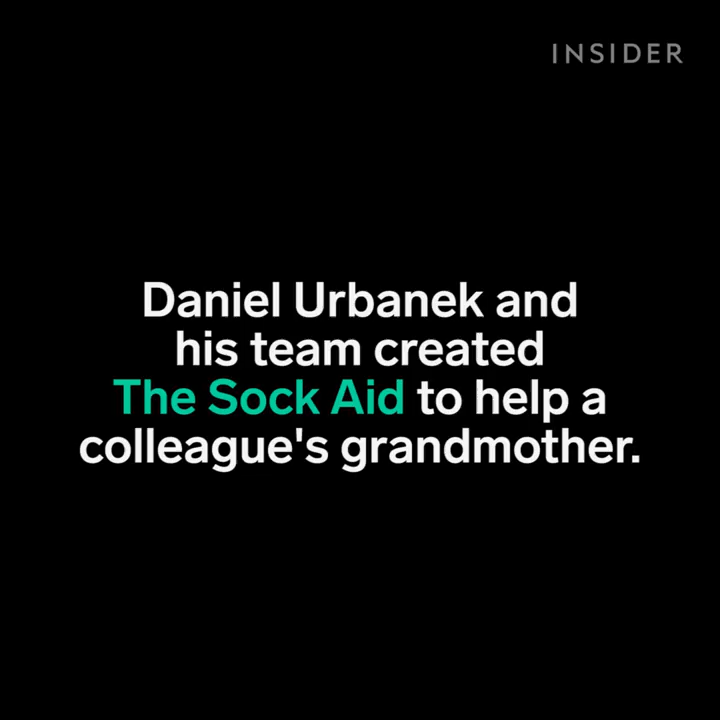 INSIDER
Daniel Urbanek and
his team created
The Sock Aid to help a
colleague's grandmother.